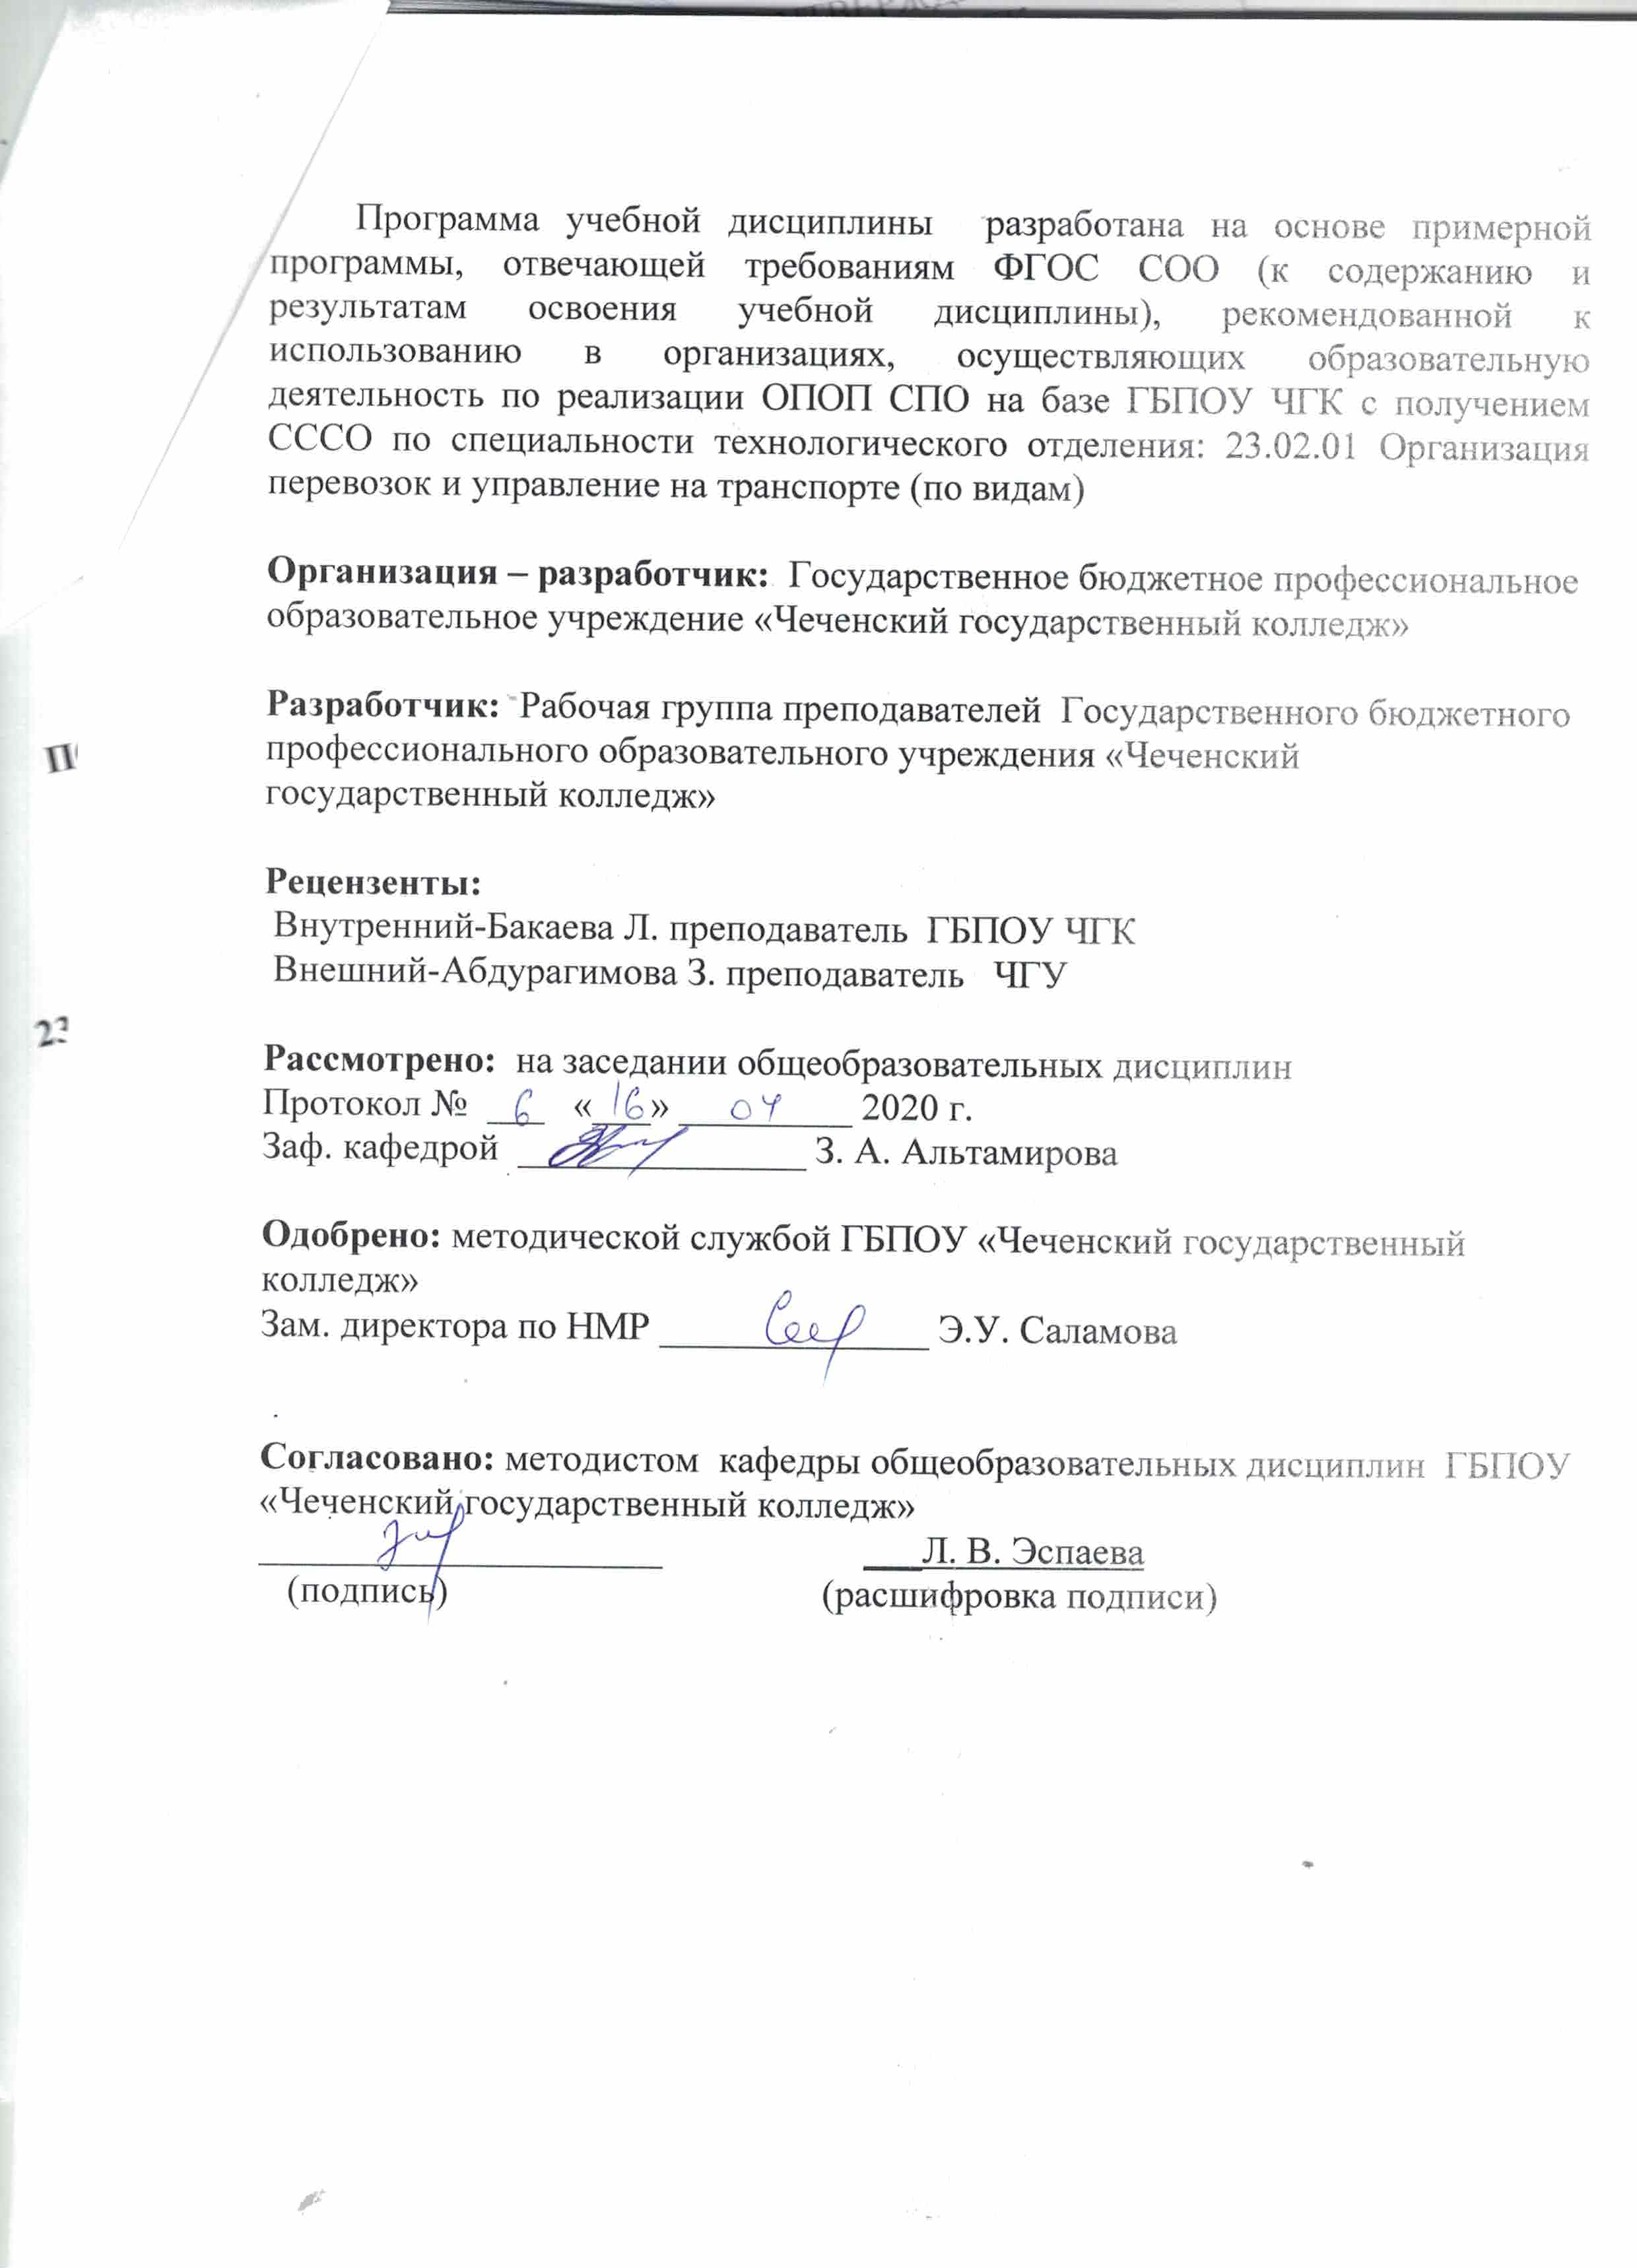 Программа учебной дисциплины разработана на основе примерной
программы, отвечающей требованиям ФГОС СОО (к содержанию и
результатам освоения учебной дисциплины), рекомендованной к
использованию в организациях, осуществляющих образовательную
деятельность по реализации ОПОП СПО на базе ГБПОУ ЧГК с получением
СССО по специальности технологического отделения: 23.02.01 Организация
перевозок и управление на транспорте (по видам)
Организация – разработчик: Государственное бюджетное профессиональное
образовательное учреждение «Чеченский государственный колледж»
Разработчик: Рабочая группа преподавателей Государственного бюджетного
профессионального образовательного учреждения «Чеченский
государственный колледж»
Рецензенты:
Внутренний-Бакаева Л. преподаватель ГБПОУ ЧГК
Внешний-Абдурагимова З. преподаватель ЧГУ
Рассмотрено: на заседании общеобразовательных дисциплин
Протокол № 6 «16» 04 2020 г.
Заф. кафедрой З. А. Альтамирова
Одобрено: методической службой ГБПОУ «Чеченский государственный
колледж»
Зам. директора по НМР Э.У. Саламова
Согласовано: методистом кафедры общеобразовательных дисциплин ГБПОУ
«Чеченский государственный колледж»
Л. В. Эспаева
(подпись) (расшифровка подписи)